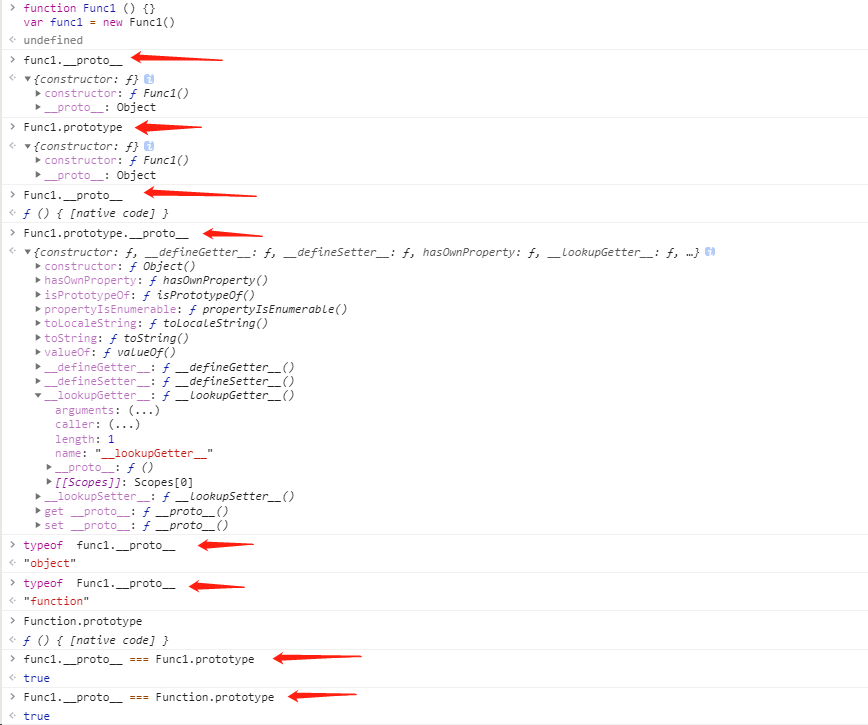 > function Func1 () {}
var func1 = new Func1()
< undefined
> func1.__proto__
< ▼{constructor: ƒ} i
▶constructor: ƒ Func1()
▶__proto__: Object
> Func1.prototype
< ▼{constructor: ƒ} i
▶constructor: ƒ Func1()
▶__proto__: Object
> Func1.__proto__
< ƒ () { [native code] }
> Func1.prototype.__proto__
< ▼{constructor: ƒ, __defineGetter__: ƒ, __defineSetter__: ƒ, hasOwnProperty: ƒ, __lookupGetter__: ƒ, …} i
▶constructor: ƒ Object()
▶hasOwnProperty: ƒ hasOwnProperty()
▶isPrototypeOf: ƒ isPrototypeOf()
▶propertyIsEnumerable: ƒ propertyIsEnumerable()
▶toLocaleString: ƒ toLocaleString()
▶toString: ƒ toString()
▶valueOf: ƒ valueOf()
▶__defineGetter__: ƒ __defineGetter__()
▶__defineSetter__: ƒ __defineSetter__()
▼__lookupGetter__: ƒ __lookupGetter__()
arguments: (...)
caller: (...)
length: 1
name: "__lookupGetter__"
▶__proto__: ƒ ()
▶[[Scopes]]: Scopes[0]
▶__lookupSetter__: ƒ __lookupSetter__()
▶get __proto__: ƒ __proto__()
▶set __proto__: ƒ __proto__()
> typeof  func1.__proto__
< "object"
> typeof  Func1.__proto__
< "function"
> Function.prototype
< ƒ () { [native code] }
> func1.__proto__ === Func1.prototype
< true
> Func1.__proto__ === Function.prototype
< true